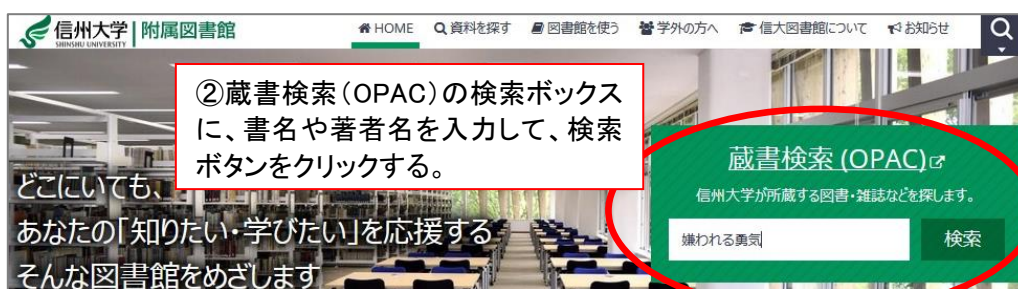 信州大学 附属図書館
SHINSHU UNIVERSITY
HOME 資料を探す 図書館を使う 学外の方へ 信大図書館について お知らせ
②蔵書検索(OPAC)の検索ボックス
に、書名や著者名を入力して、検索
ボタンをクリックする。
どこにいても、
あなたの「知りたい・学びたい」を応援する
そんな図書館をめざします
蔵書検索 (OPAC)
信州大学が所蔵する図書・雑誌などを探します。
嫌われる勇気 検索